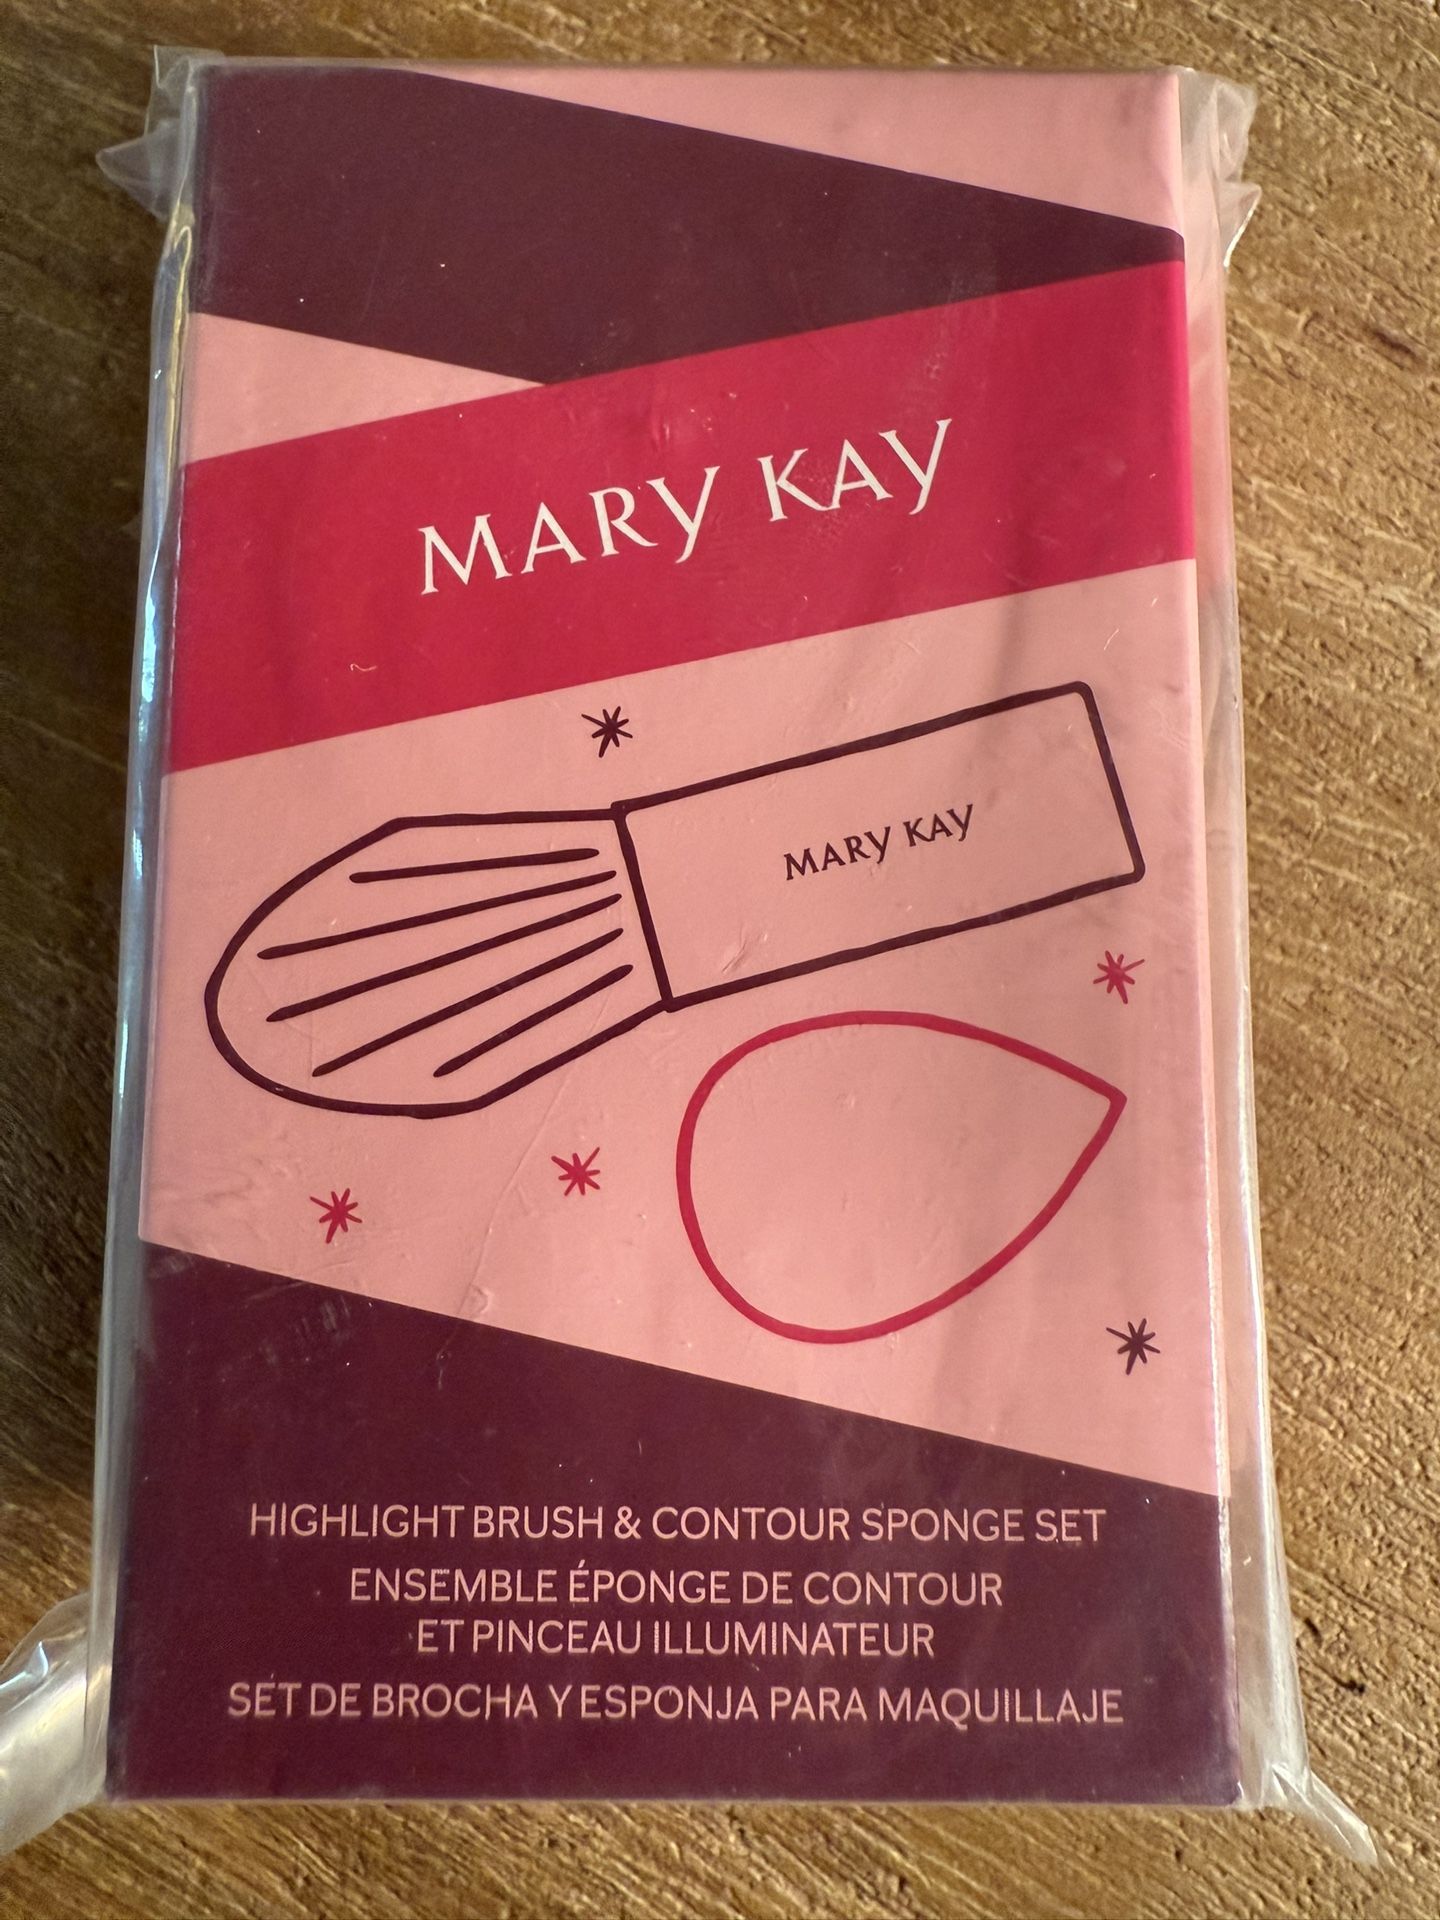 MARY KAY
MARY KAY
HIGHLIGHT BRUSH & CONTOUR SPONGE SET
ENSEMBLE ÉPONGE DE CONTOUR
ET PINCEAU ILLUMINATEUR
SET DE BROCHA Y ESPONJA PARA MAQUILLAJE